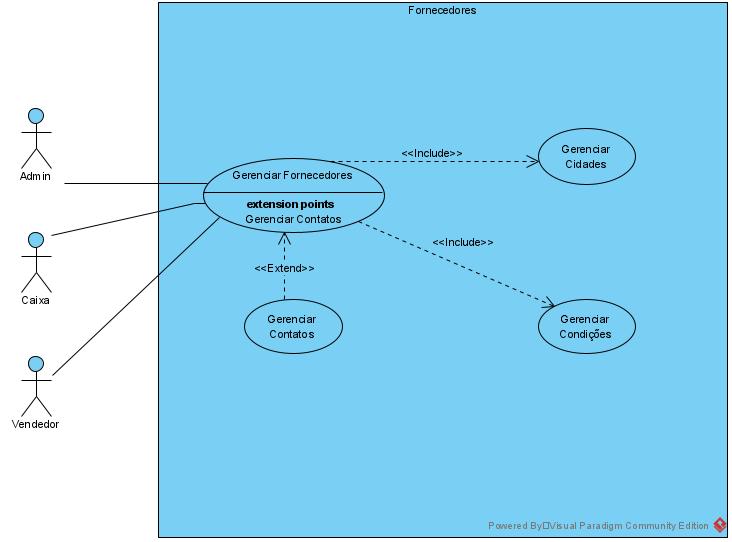 Fornecedores
Admin
Caixa
Vendedor
Gerenciar Fornecedores
extension points
Gerenciar Contatos
<<Include>>
Gerenciar
Cidades
<<Include>>
<<Extend>>
Gerenciar
Contatos
Gerenciar
Condições
Powered By□Visual Paradigm Community Edition